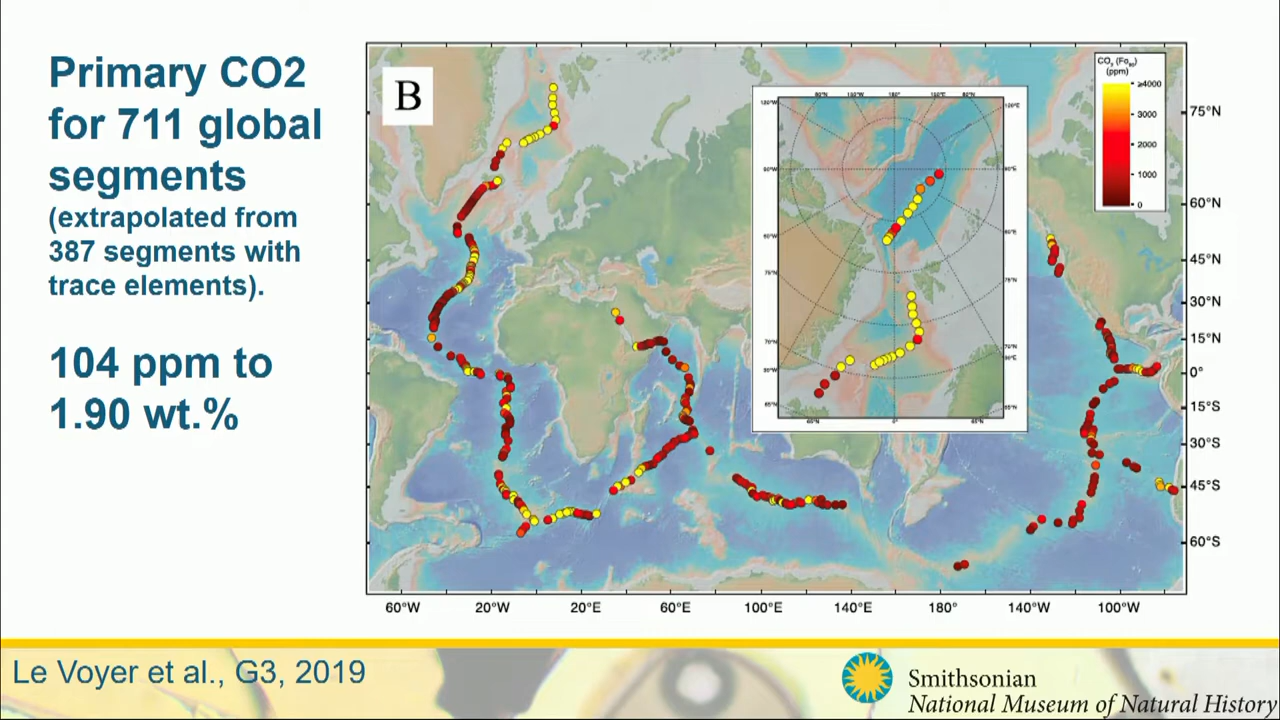 Primary CO2
for 711 global
segments
(extrapolated from
387 segments with
trace elements).
104 ppm to
1.90 wt.%
B
CO₂ (Fo₉₀)
(ppm)
≥4000
3000
2000
1000
0
75°N
60°N
45°N
30°N
15°N
0°
15°S
30°S
45°S
60°S
60°W
20°W
20°E
60°E
100°E
140°E
180°
140°W
100°W
Le Voyer et al., G3, 2019
Smithsonian
National Museum of Natural History